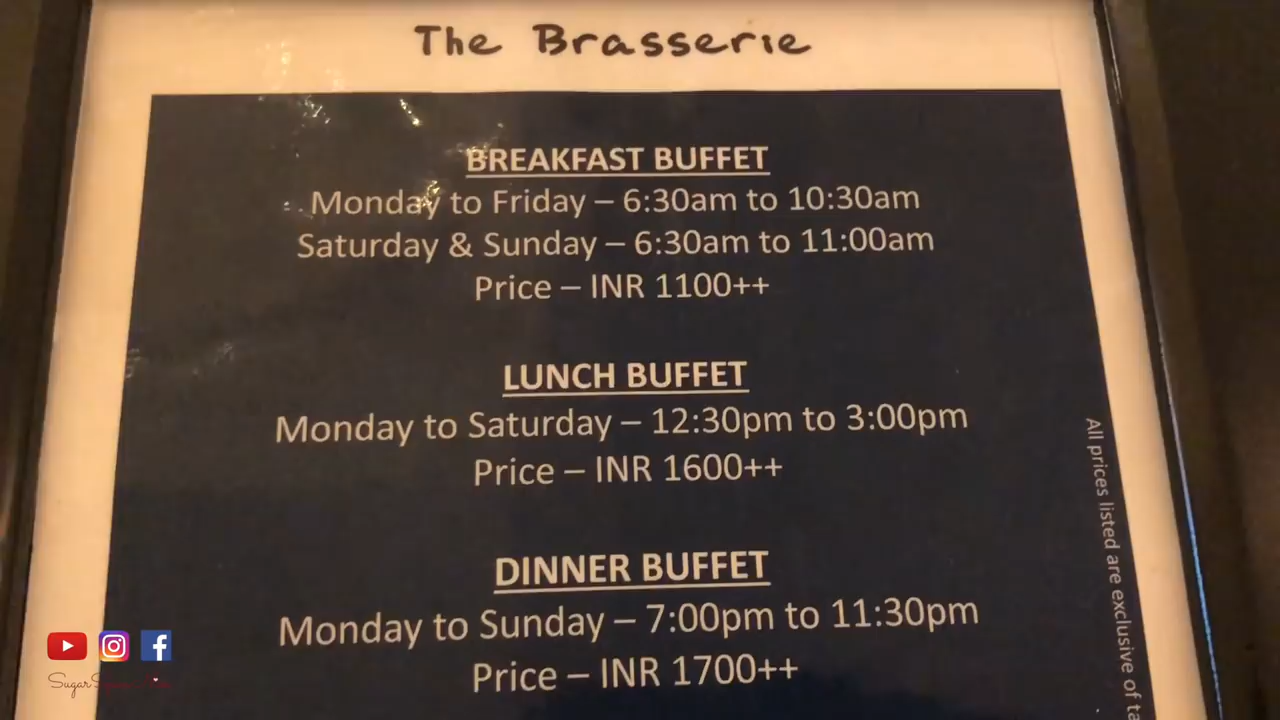 The Brasserie
BREAKFAST BUFFET
Monday to Friday – 6:30am to 10:30am
Saturday & Sunday – 6:30am to 11:00am
Price – INR 1100++
LUNCH BUFFET
Monday to Saturday – 12:30pm to 3:00pm
Price – INR 1600++
DINNER BUFFET
Monday to Sunday – 7:00pm to 11:30pm
Price – INR 1700++
All prices listed are exclusive of
Sugar